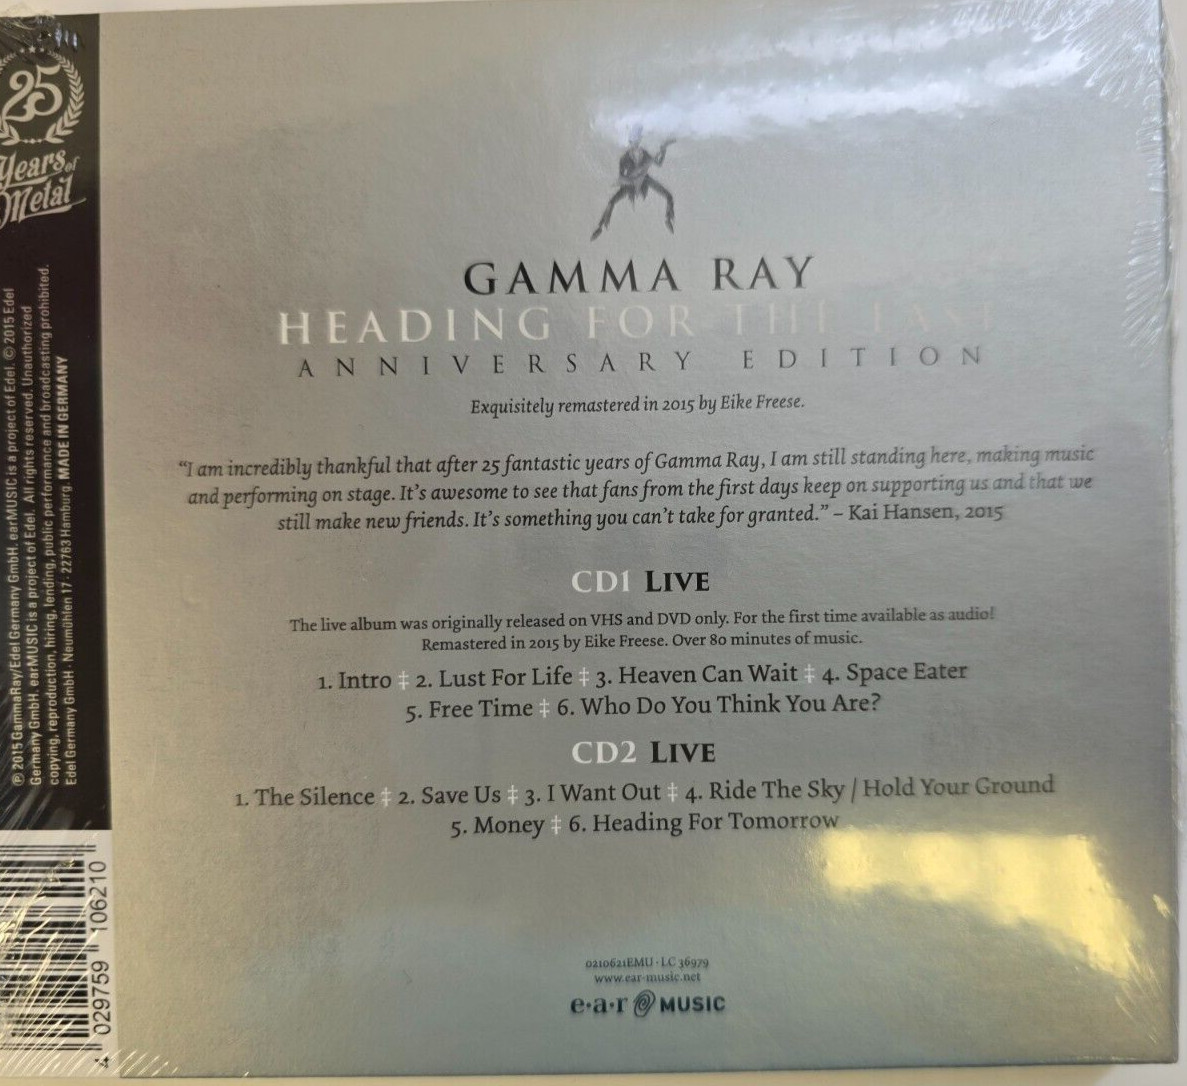 25
Years of
Metal
℗ 2015 Gamma Ray/Edel Germany GmbH. earMUSIC is a project of Edel. © 2015 Edel
Germany GmbH. earMUSIC is a project of Edel. All rights reserved. Unauthorized
copying, reproduction, hiring, lending, public performance and broadcasting prohibited.
Edel Germany GmbH · Neumühlen 17 · 22763 Hamburg. MADE IN GERMANY
4 029759 106210
GAMMA RAY
HEADING FOR THE EAST
ANNIVERSARY EDITION
Exquisitely remastered in 2015 by Eike Freese.
“I am incredibly thankful that after 25 fantastic years of Gamma Ray, I am still standing here, making music
and performing on stage. It’s awesome to see that fans from the first days keep on supporting us and that we
still make new friends. It’s something you can’t take for granted.” – Kai Hansen, 2015
CD1 LIVE
The live album was originally released on VHS and DVD only. For the first time available as audio!
Remastered in 2015 by Eike Freese. Over 80 minutes of music.
1. Intro ‡ 2. Lust For Life ‡ 3. Heaven Can Wait ‡ 4. Space Eater
5. Free Time ‡ 6. Who Do You Think You Are?
CD2 LIVE
1. The Silence ‡ 2. Save Us ‡ 3. I Want Out ‡ 4. Ride The Sky / Hold Your Ground
5. Money ‡ 6. Heading For Tomorrow
0210621EMU · LC 36979
www.ear-music.net
e·a·r MUSIC